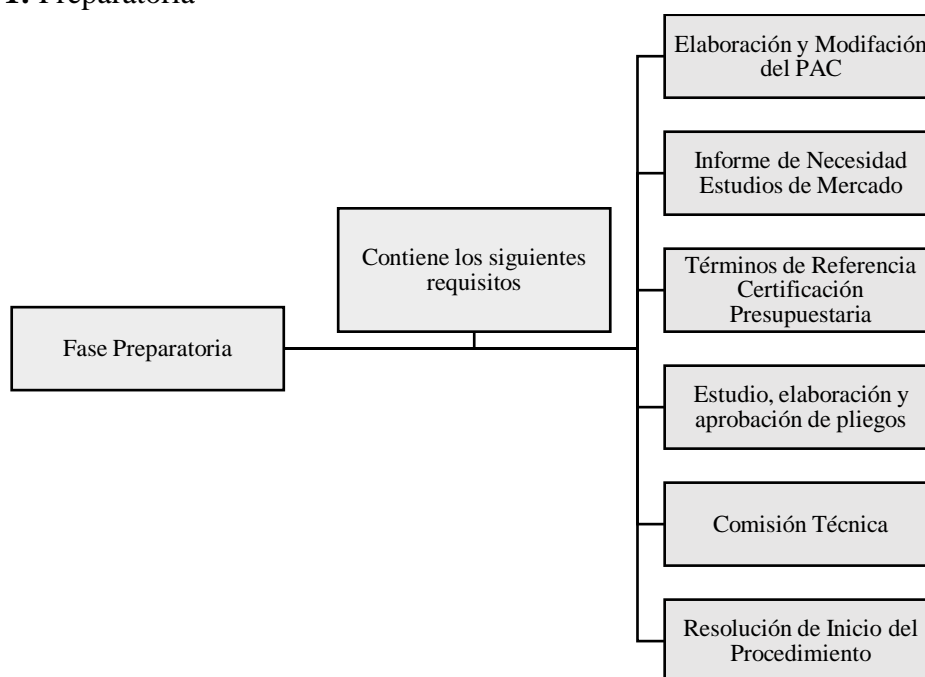 1. Preparatoria
Elaboración y Modifación
del PAC
Informe de Necesidad
Estudios de Mercado
Contiene los siguientes
requisitos
Términos de Referencia
Certificación
Presupuestaria
Fase Preparatoria
Estudio, elaboración y
aprobación de pliegos
Comisión Técnica
Resolución de Inicio del
Procedimiento